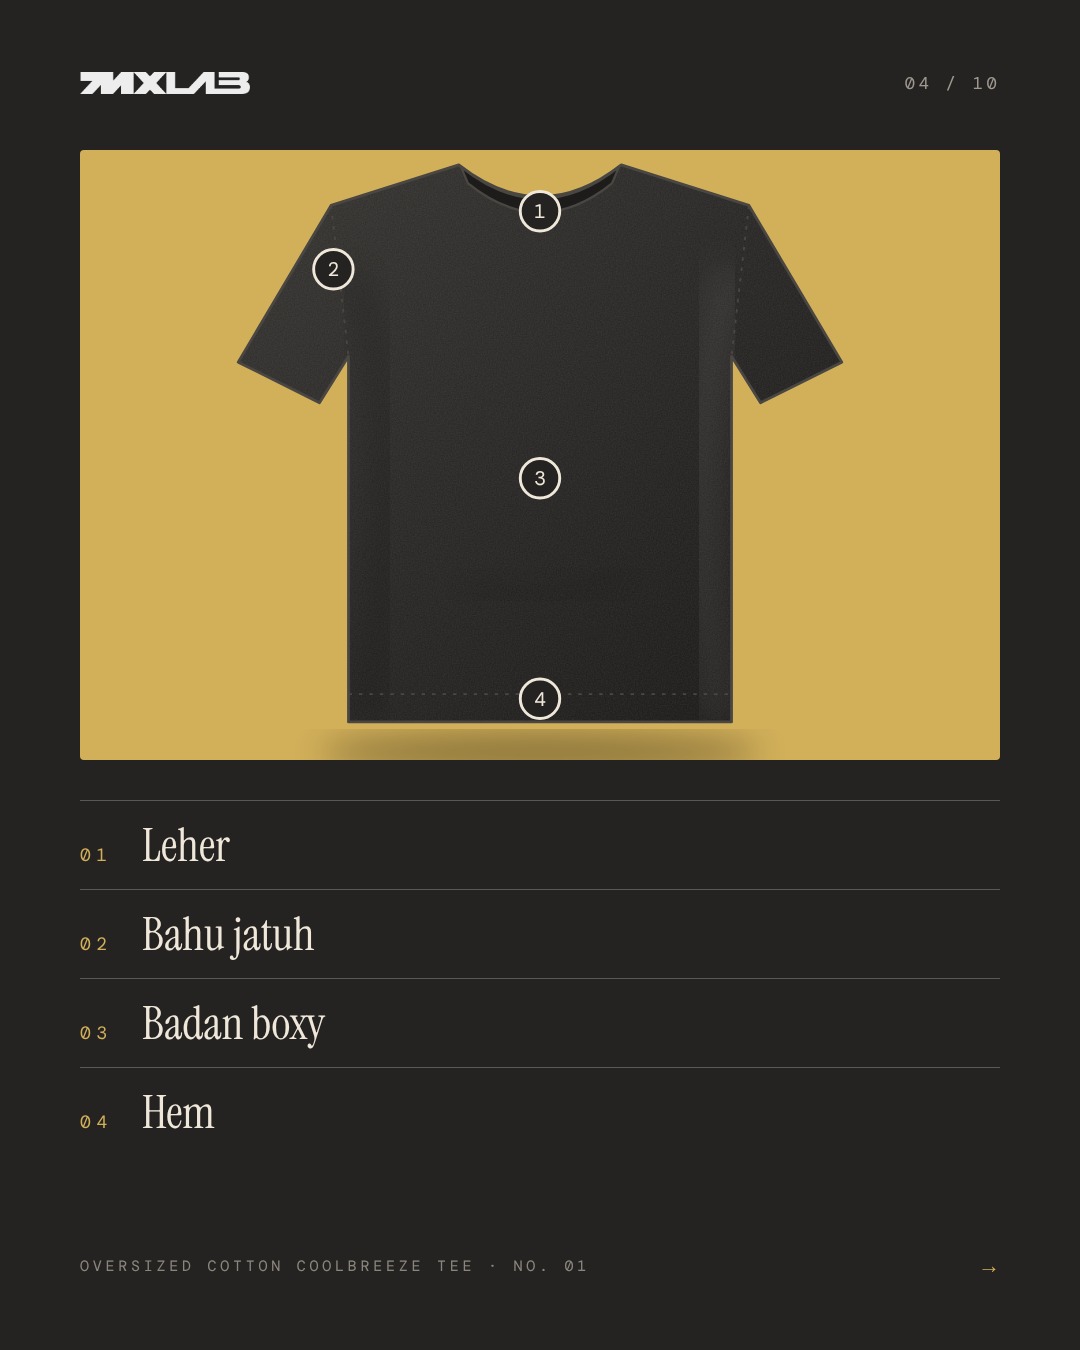 MXLAB
04 / 10
1
2
3
4
01 Leher
02 Bahu jatuh
03 Badan boxy
04 Hem
OVERSIZED COTTON COOLBREEZE TEE · NO. 01 →